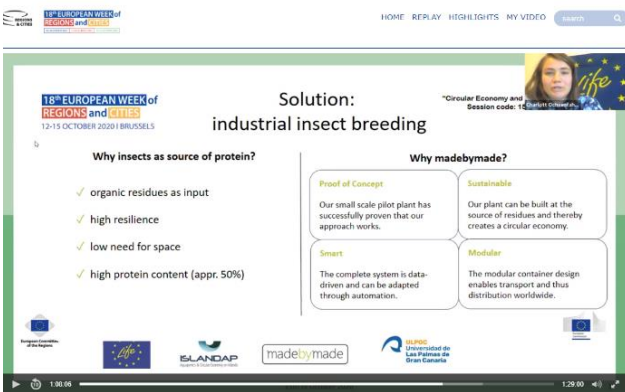 18th EUROPEAN WEEK of
REGIONS and CITIES
HOME REPLAY HIGHLIGHTS MY VIDEO search
18th EUROPEAN WEEK of
REGIONS and CITIES
12-15 OCTOBER 2020 | BRUSSELS
Solution:
industrial insect breeding
"Circular Economy and
Session code: 15
life
Why insects as source of protein?
✓ organic residues as input
✓ high resilience
✓ low need for space
✓ high protein content (appr. 50%)
Why madebymade?
Proof of Concept
Our small scale pilot plant has
successfully proven that our
approach works.
Sustainable
Our plant can be built at the
source of residues and thereby
creates a circular economy.
Smart
The complete system is data-
driven and can be adapted
through automation.
Modular
The modular container design
enables transport and thus
distribution worldwide.
European Committee
of the Regions
life
ISLANDAP
madebymade
ULPGC
Universidad de
Las Palmas de
Gran Canaria
1:00:06
1:29:00